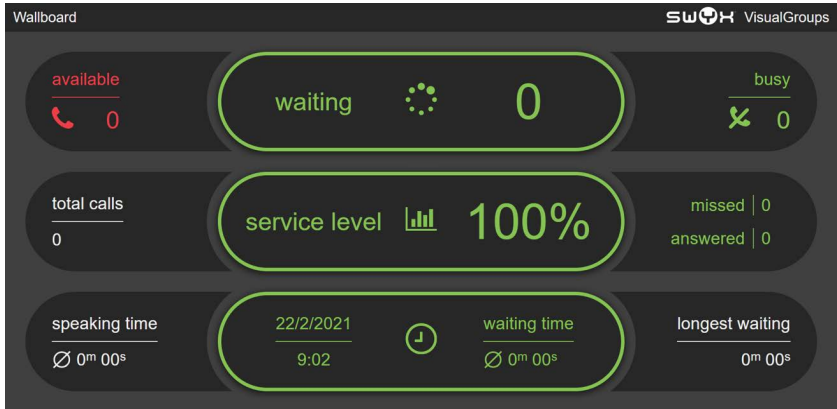 Wallboard
swyx VisualGroups
available
0
waiting 0
busy
0
total calls
0
service level 100%
missed | 0
answered | 0
speaking time
Ø 0m 00s
22/2/2021
9:02
waiting time
Ø 0m 00s
longest waiting
0m 00s